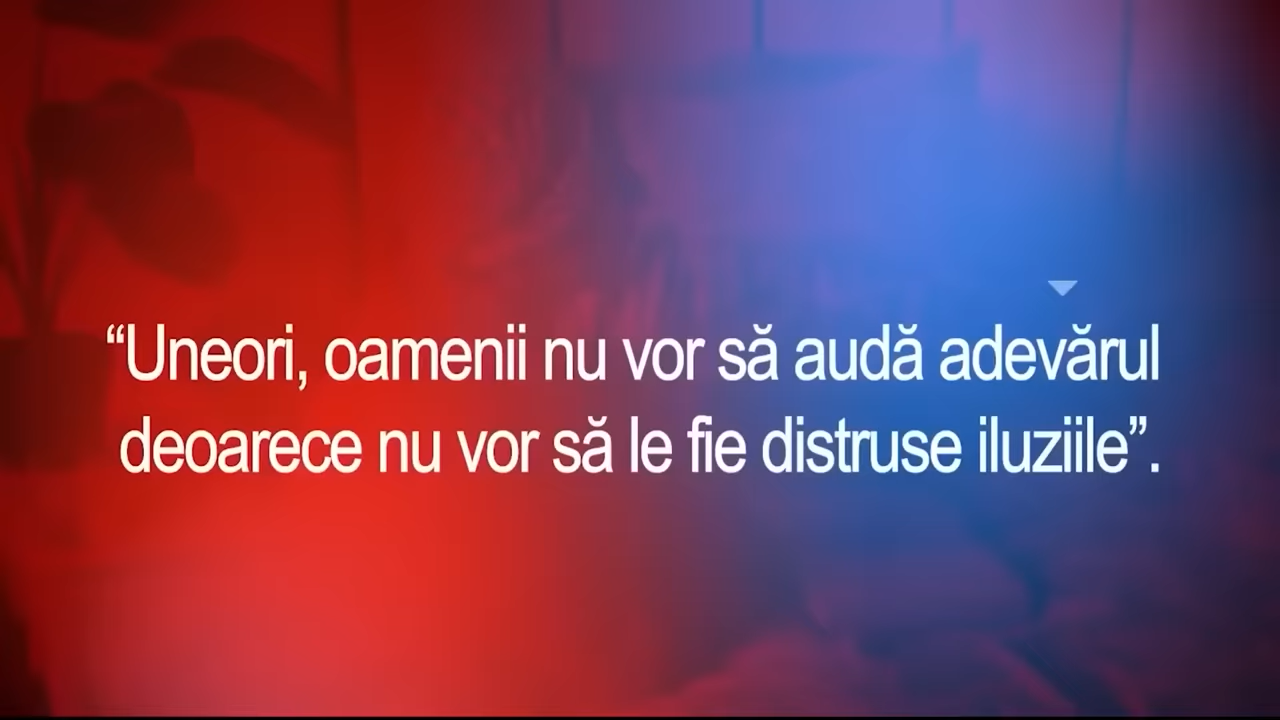 “Uneori, oamenii nu vor să audă adevărul
deoarece nu vor să le fie distruse iluziile”.